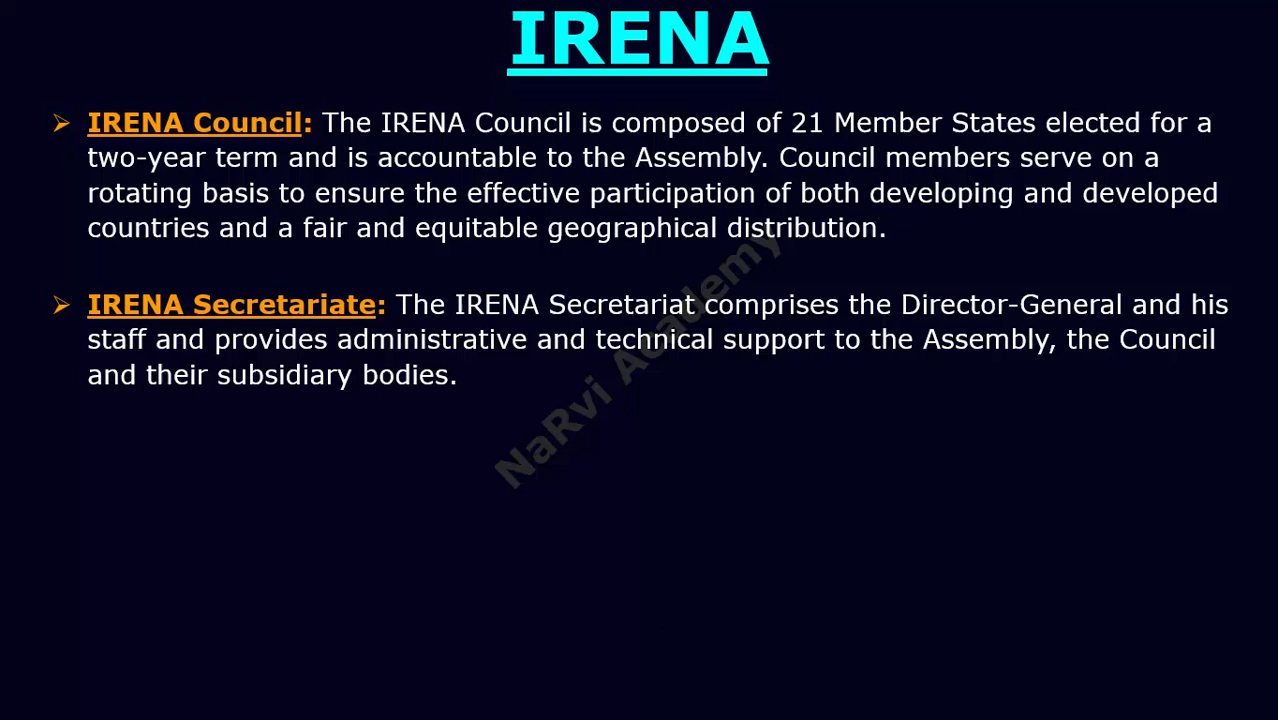 IRENA
➢ IRENA Council: The IRENA Council is composed of 21 Member States elected for a
two-year term and is accountable to the Assembly. Council members serve on a
rotating basis to ensure the effective participation of both developing and developed
countries and a fair and equitable geographical distribution.
➢ IRENA Secretariate: The IRENA Secretariat comprises the Director-General and his
staff and provides administrative and technical support to the Assembly, the Council
and their subsidiary bodies.
NaRvi Academy